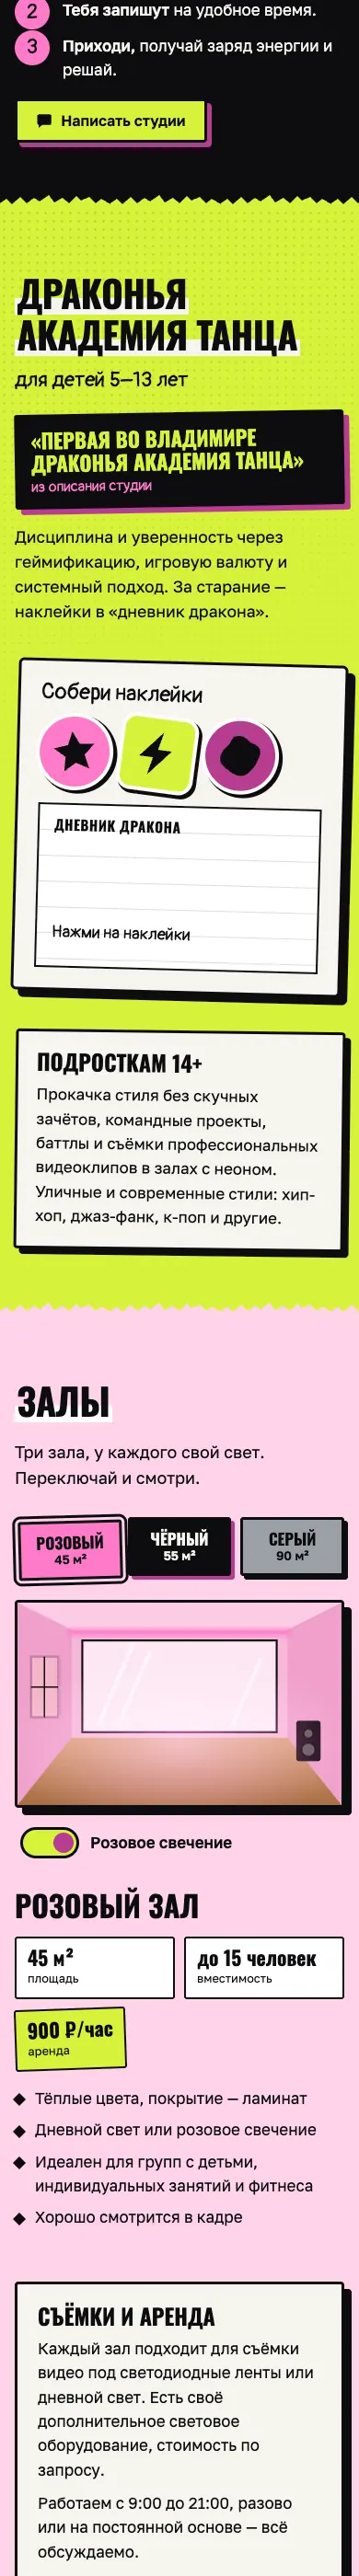 2 Тебя запишут на удобное время.
3 Приходи, получай заряд энергии и
решай.
Написать студии
ДРАКОНЬЯ
АКАДЕМИЯ ТАНЦА
для детей 5–13 лет
«ПЕРВАЯ ВО ВЛАДИМИРЕ
ДРАКОНЬЯ АКАДЕМИЯ ТАНЦА»
из описания студии
Дисциплина и уверенность через
геймификацию, игровую валюту и
системный подход. За старание —
наклейки в «дневник дракона».
Собери наклейки
ДНЕВНИК ДРАКОНА
Нажми на наклейки
ПОДРОСТКАМ 14+
Прокачка стиля без скучных
зачётов, командные проекты,
баттлы и съёмки профессиональных
видеоклипов в залах с неоном.
Уличные и современные стили: хип-
хоп, джаз-фанк, к-поп и другие.
ЗАЛЫ
Три зала, у каждого свой свет.
Переключай и смотри.
РОЗОВЫЙ ЧЁРНЫЙ СЕРЫЙ
45 м² 55 м² 90 м²
Розовое свечение
РОЗОВЫЙ ЗАЛ
45 м² до 15 человек
площадь вместимость
900 ₽/час
аренда
Тёплые цвета, покрытие — ламинат
Дневной свет или розовое свечение
Идеален для групп с детьми,
индивидуальных занятий и фитнеса
Хорошо смотрится в кадре
СЪЁМКИ И АРЕНДА
Каждый зал подходит для съёмки
видео под светодиодные ленты или
дневной свет. Есть своё
дополнительное световое
оборудование, стоимость по
запросу.
Работаем с 9:00 до 21:00, разово
или на постоянной основе — всё
обсуждаемо.